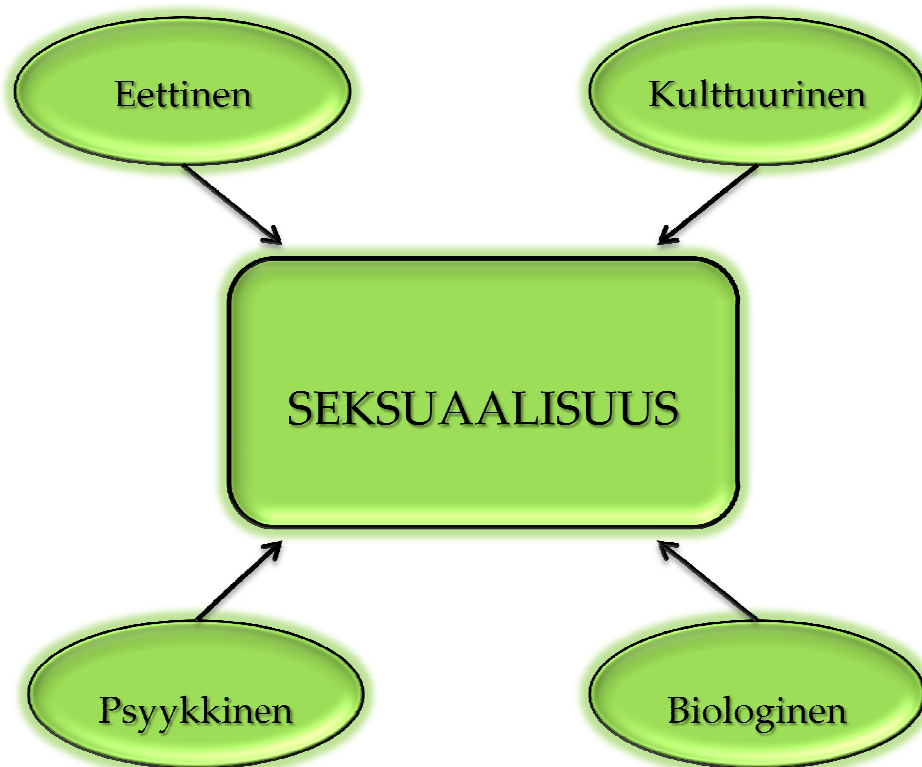 Eettinen
Kulttuurinen
SEKSUAALISUUS
Psyykkinen
Biologinen